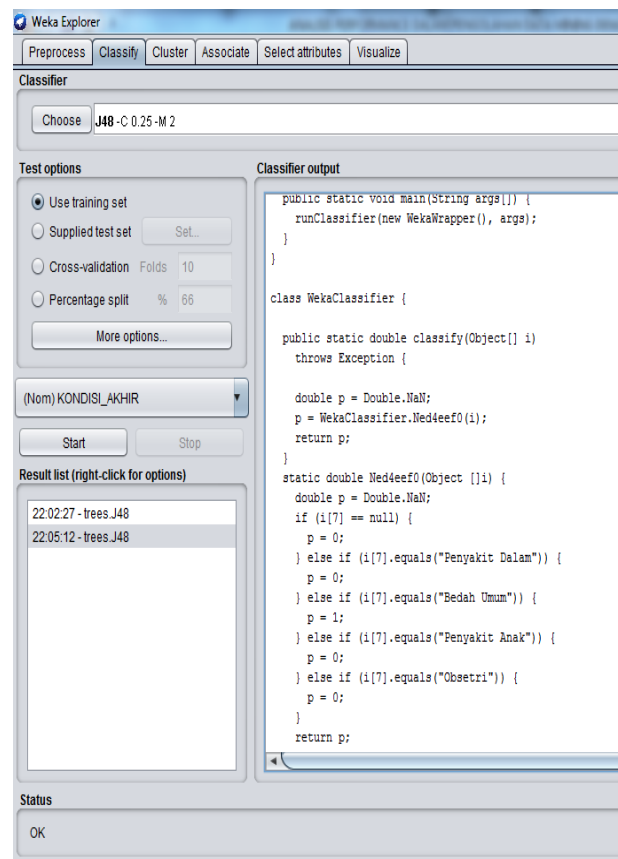 Weka Explorer
Preprocess Classify Cluster Associate Select attributes Visualize
Classifier
Choose J48 -C 0.25 -M 2
Test options
Use training set
Supplied test set Set...
Cross-validation Folds 10
Percentage split % 66
More options...
(Nom) KONDISI_AKHIR
Start Stop
Result list (right-click for options)
22:02:27 - trees.J48
22:05:12 - trees.J48
Classifier output
public static void main(String args[]) {
runClassifier(new WekaWrapper(), args);
}
}
class WekaClassifier {
public static double classify(Object[] i)
throws Exception {
double p = Double.NaN;
p = WekaClassifier.Ned4eef0(i);
return p;
}
static double Ned4eef0(Object []i) {
double p = Double.NaN;
if (i[7] == null) {
p = 0;
} else if (i[7].equals("Penyakit Dalam")) {
p = 0;
} else if (i[7].equals("Bedah Umum")) {
p = 1;
} else if (i[7].equals("Penyakit Anak")) {
p = 0;
} else if (i[7].equals("Obsetri")) {
p = 0;
}
return p;
Status
OK